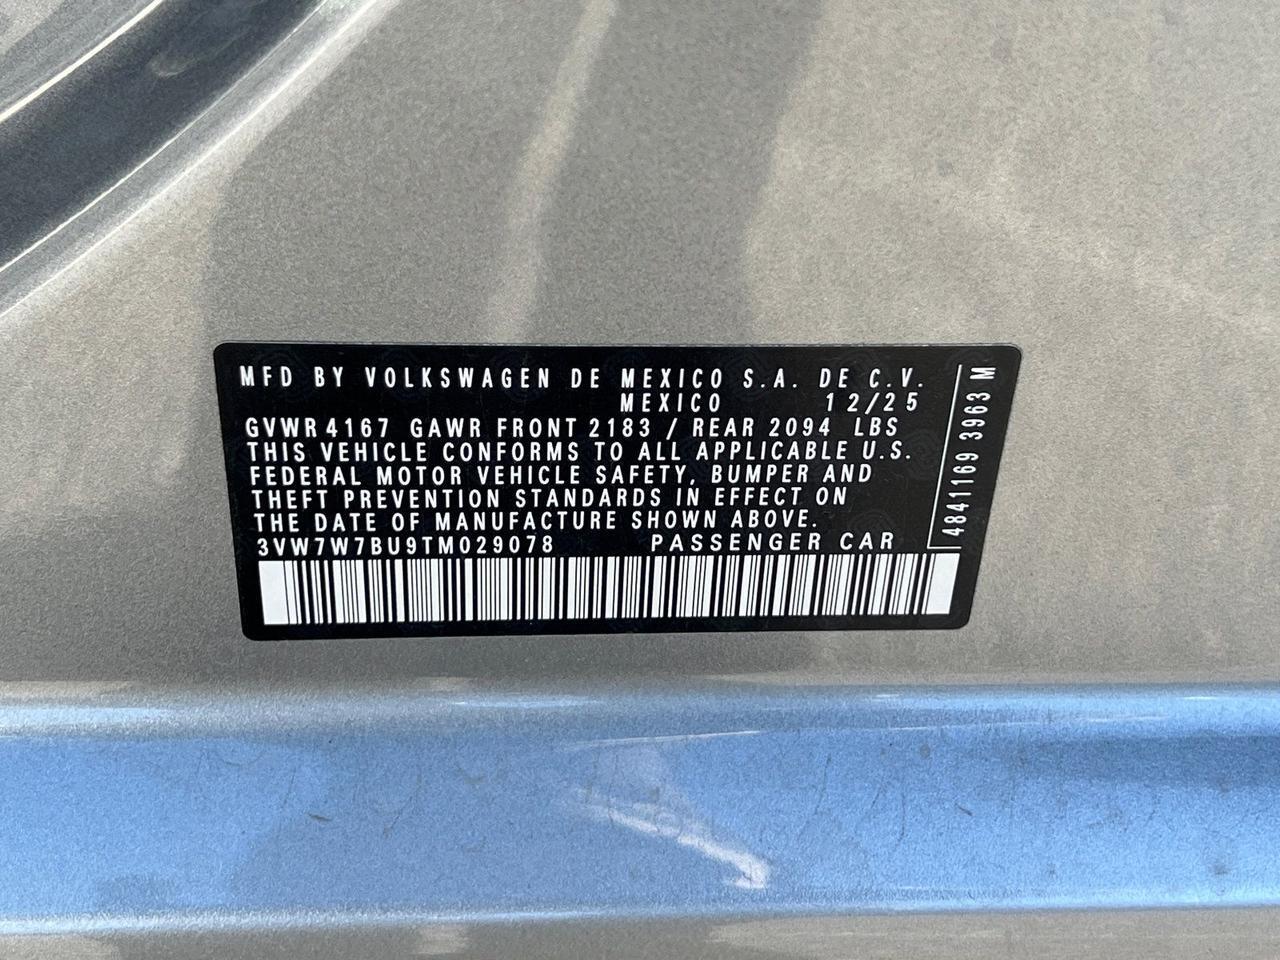 MFD BY VOLKSWAGEN DE MEXICO S.A. DE C.V.
MEXICO 12/25
GVWR 4167 GAWR FRONT 2183 / REAR 2094 LBS
THIS VEHICLE CONFORMS TO ALL APPLICABLE U.S.
FEDERAL MOTOR VEHICLE SAFETY, BUMPER AND
THEFT PREVENTION STANDARDS IN EFFECT ON
THE DATE OF MANUFACTURE SHOWN ABOVE.
3VW7W7BU9TM029078 PASSENGER CAR
4841169 3963 M